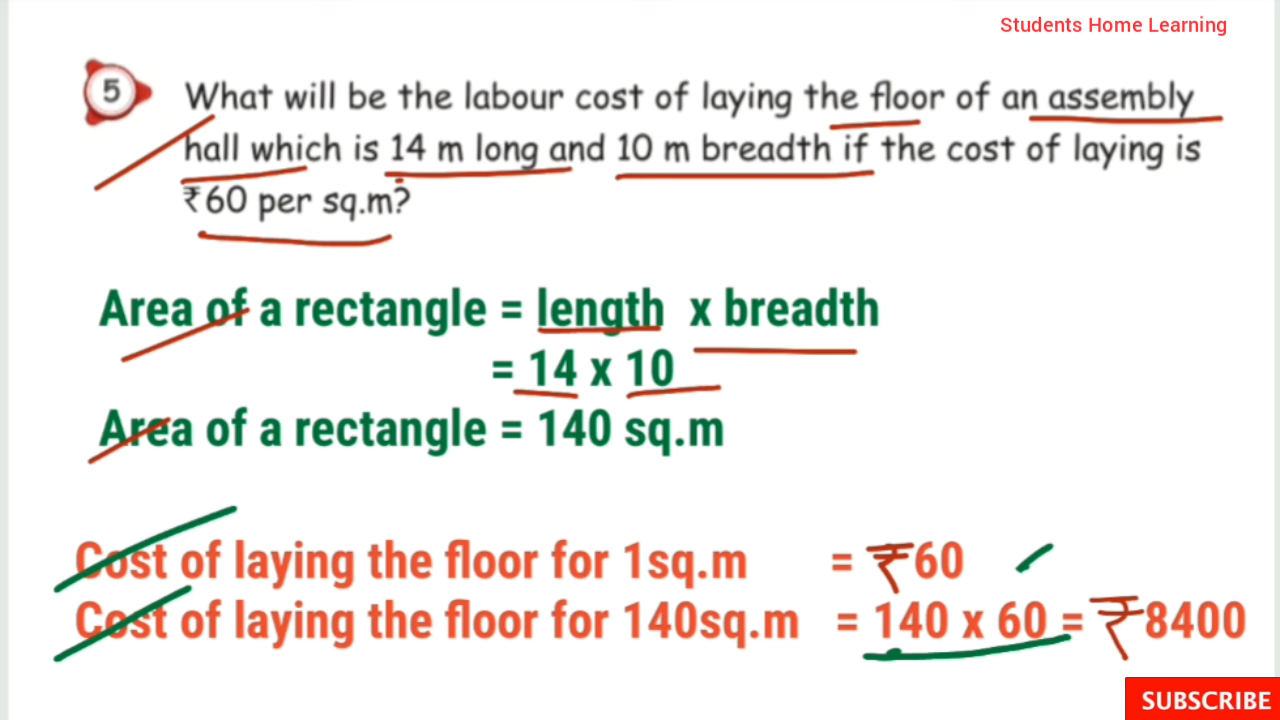 Students Home Learning
5
What will be the labour cost of laying the floor of an assembly
hall which is 14 m long and 10 m breadth if the cost of laying is
₹60 per sq.m?
Area of a rectangle = length x breadth
= 14 x 10
Area of a rectangle = 140 sq.m
Cost of laying the floor for 1sq.m = ₹60
Cost of laying the floor for 140sq.m = 140 x 60 = ₹8400
SUBSCRIBE